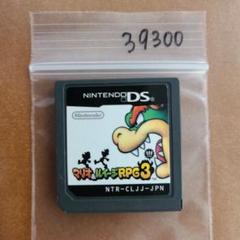 39300
NINTENDO DS
Nintendo
マリオ&ルイージRPG3!!!
NTR-CLJJ-JPN